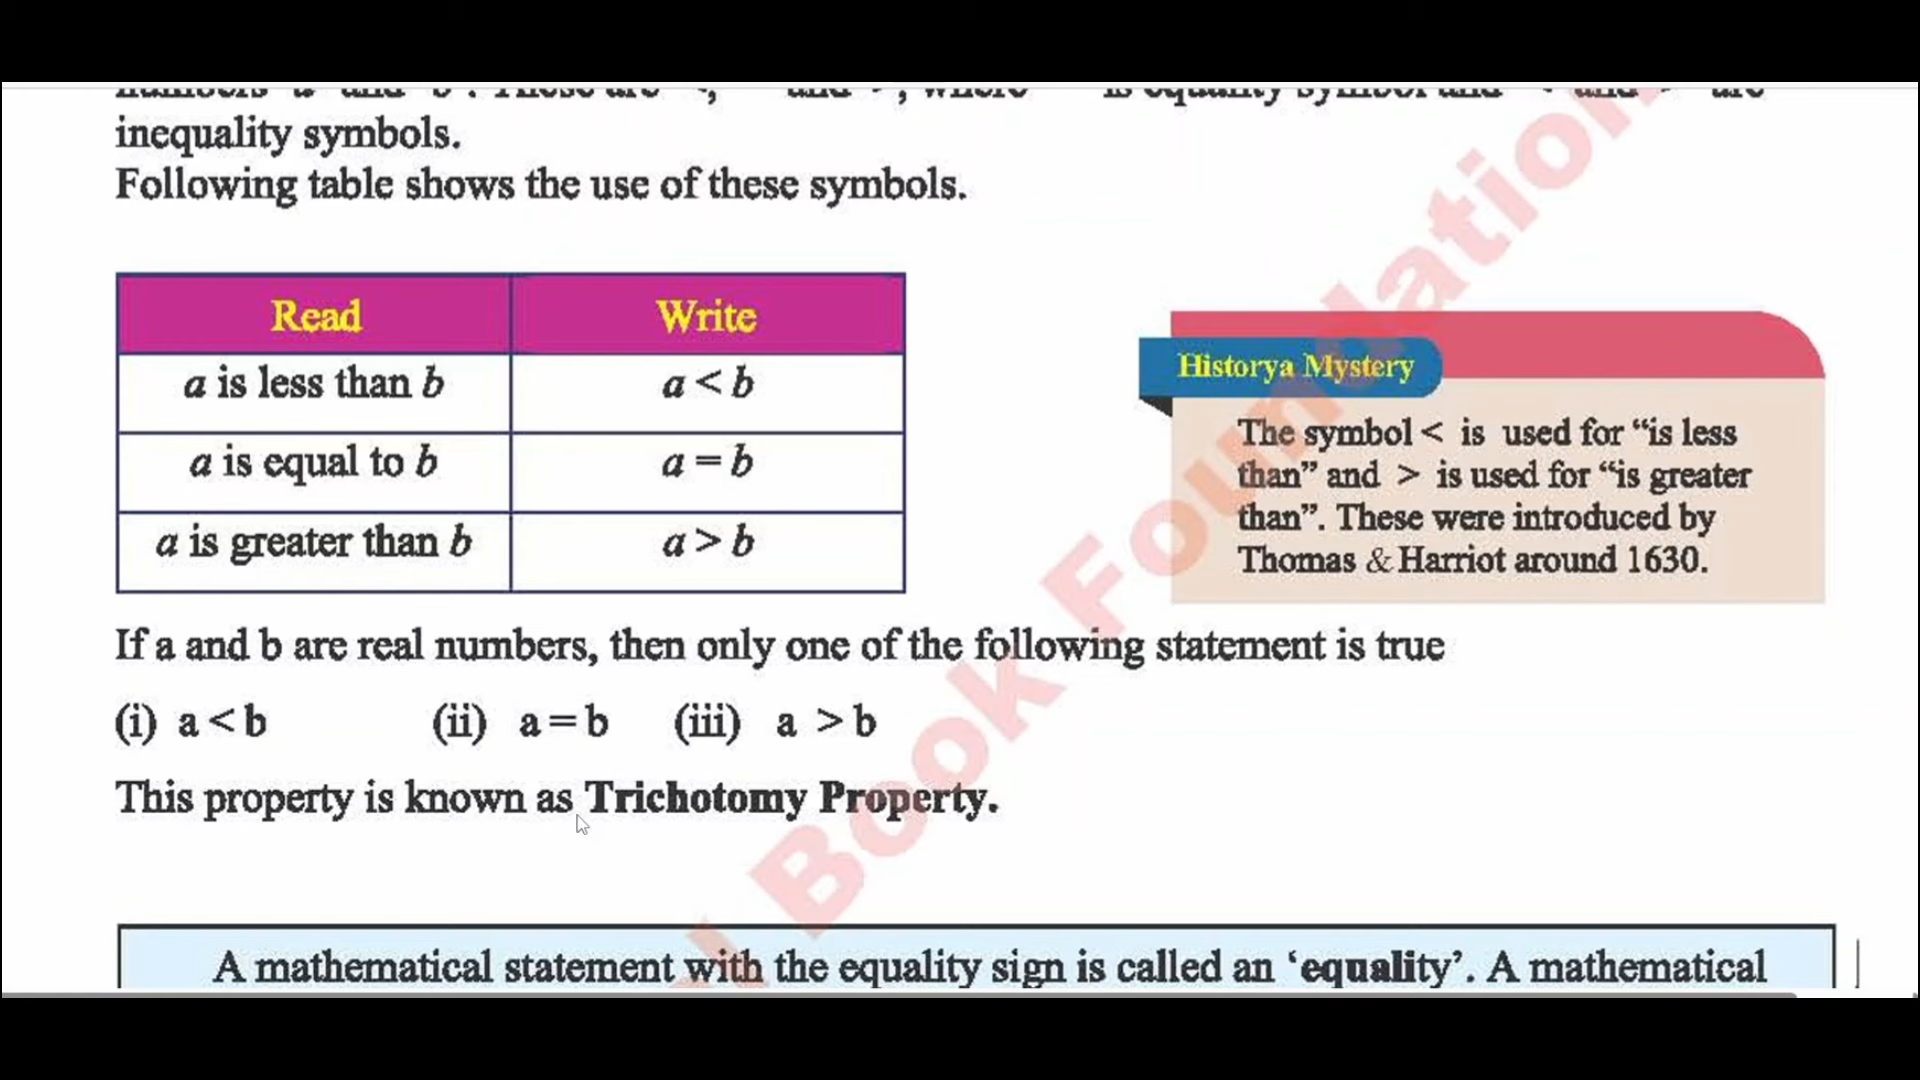 inequality symbols.
Following table shows the use of these symbols.
Read Write
a is less than b a < b
a is equal to b a = b
a is greater than b a > b
Historya Mystery
The symbol < is used for “is less
than” and > is used for “is greater
than”. These were introduced by
Thomas & Harriot around 1630.
If a and b are real numbers, then only one of the following statement is true
(i) a < b (ii) a = b (iii) a > b
This property is known as Trichotomy Property.
A mathematical statement with the equality sign is called an ‘equality’. A mathematical
Book Foundation